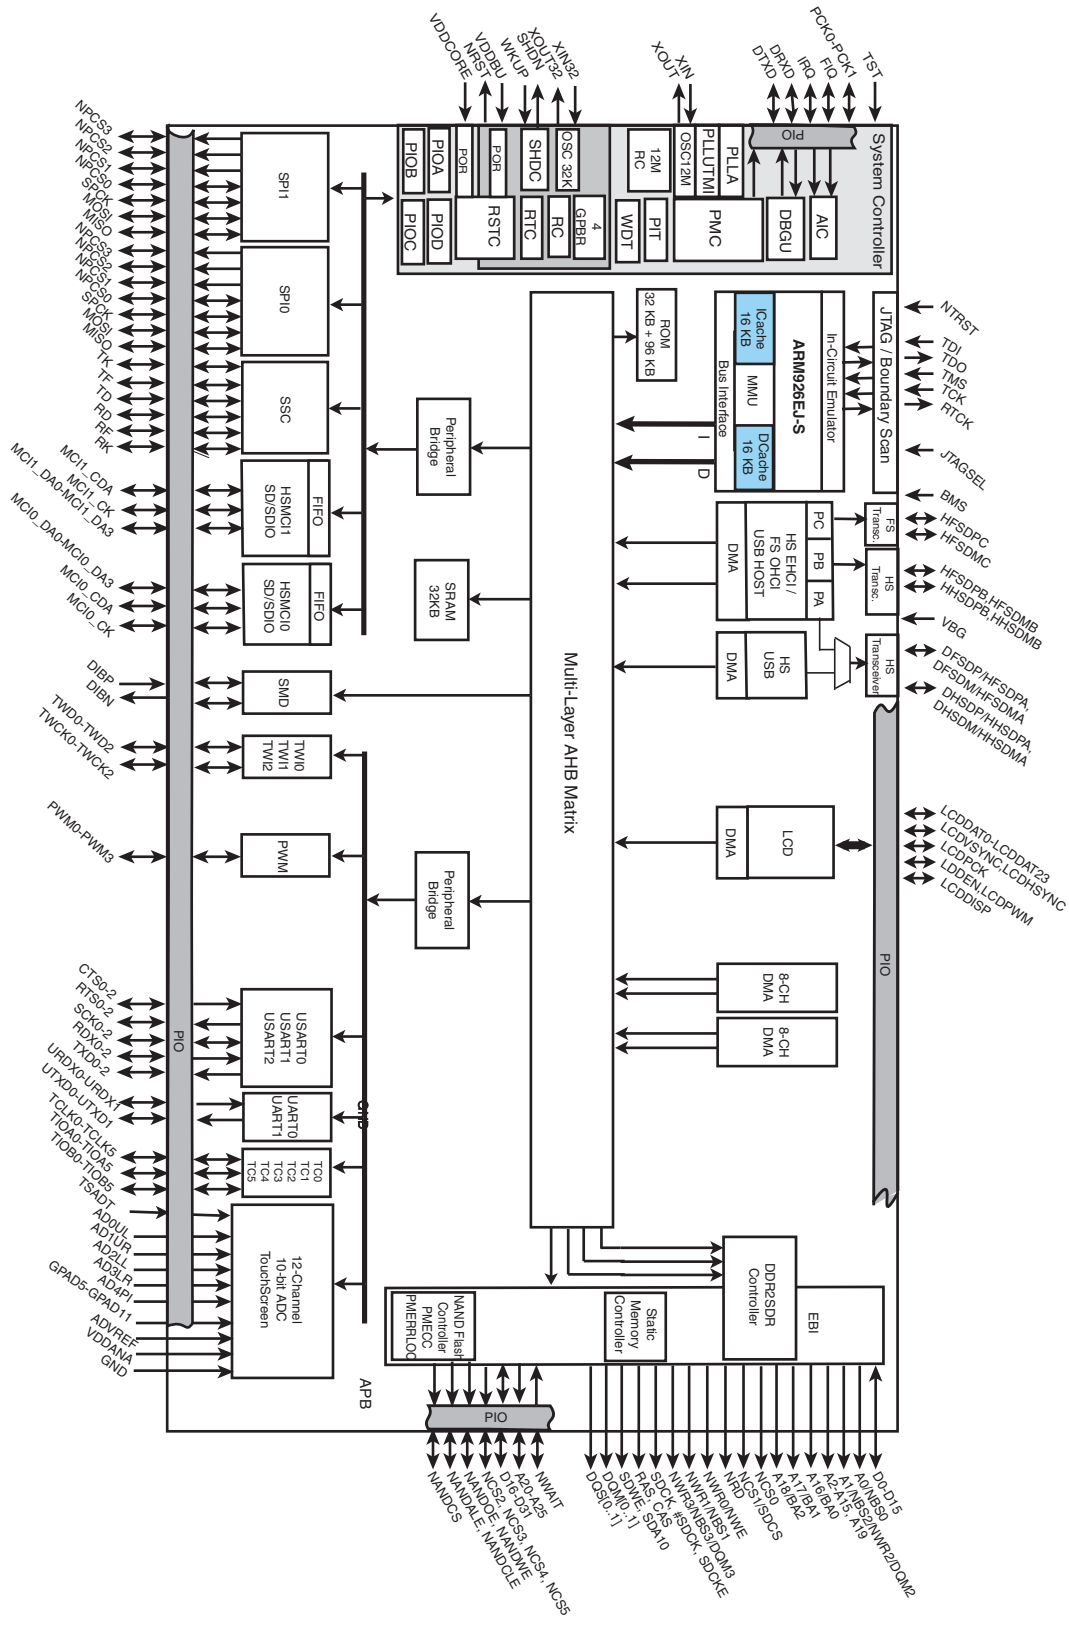 PCK0-PCK1
FIQ
IRQ
DRXD
DTXD
TST
XIN
XOUT
XIN32
XOUT32
SHDN
WKUP
VDDBU
NRST
VDDCORE
System Controller
PIO
AIC
DBGU
PLLA
PLLUTMI
OSC12M
PMC
12M
RC
PIT
WDT
OSC 32K
4
GPBR
RC
SHDC
RTC
POR
POR
RSTC
PIOA
PIOB
PIOD
PIOC
NTRST
TDI
TDO
TMS
TCK
RTCK
JTAGSEL
BMS
JTAG / Boundary Scan
In-Circuit Emulator
ARM926EJ-S
ICache
16 KB
MMU
DCache
16 KB
Bus Interface
I
D
ROM
32 KB + 96 KB
HFSDPC
HFSDMC
HFSDPB,HFSDMB
HHSDPB,HHSDMB
VBG
DFSDP/HFSDPA,
DFSDM/HFSDMA
DHSDP/HHSDPA,
DHSDM/HHSDMA
FS
Transc.
HS
Transc.
HS
Transceiver
PC
PB
PA
HS EHCI /
FS OHCI
USB HOST
DMA
HS
USB
DMA
LCDDAT0-LCDDAT23
LCDVSYNC,LCDHSYNC
LCDPCK
LDDEN,LCDPWM
LCDDISP
PIO
LCD
DMA
8-CH
DMA
8-CH
DMA
Multi-Layer AHB Matrix
Peripheral
Bridge
SRAM
32KB
Peripheral
Bridge
SPI1
SPI0
SSC
FIFO
HSMCI1
SD/SDIO
FIFO
HSMCI0
SD/SDIO
SMD
TWI0
TWI1
TWI2
PWM
USART0
USART1
USART2
UART0
UART1
GND
TC0
TC1
TC2
TC3
TC4
TC5
12-Channel
10-bit ADC
TouchScreen
APB
PIO
NPCS3
NPCS2
NPCS1
NPCS0
SPCK
MOSI
MISO
NPCS3
NPCS2
NPCS1
NPCS0
SPCK
MOSI
MISO
TK
TF
TD
RD
RF
RK
MCI1_CDA
MCI1_CK
MCI1_DA0-MCI1_DA3
MCI0_DA0-MCI0_DA3
MCI0_CDA
MCI0_CK
DIBP
DIBN
TWD0-TWD2
TWCK0-TWCK2
PWM0-PWM3
CTS0-2
RTS0-2
SCK0-2
RDX0-2
TXD0-2
URDX0-URDX1
UTXD0-UTXD1
TCLK0-TCLK5
TIOA0-TIOA5
TIOB0-TIOB5
TSADT
AD0UL
AD1UR
AD2LL
AD3LR
AD4PI
GPAD5-GPAD11
ADVREF
VDDANA
GND
EBI
DDR2SDR
Controller
Static
Memory
Controller
NAND Flash
Controller
PMECC
PMERRLOC
PIO
D0-D15
A0/NBS0
A1/NBS2/NWR2/DQM2
A2-A15, A19
A16/BA0
A17/BA1
A18/BA2
NCS0
NCS1/SDCS
NRD
NWR0/NWE
NWR1/NBS1
NWR3/NBS3/DQM3
SDCK, #SDCK, SDCKE
RAS, CAS
SDWE, SDA10
DQM[0..1]
DQS[0..1]
NWAIT
A20-A25
D16-D31
NCS2, NCS3, NCS4, NCS5
NANDOE, NANDWE
NANDALE, NANDCLE
NANDCS